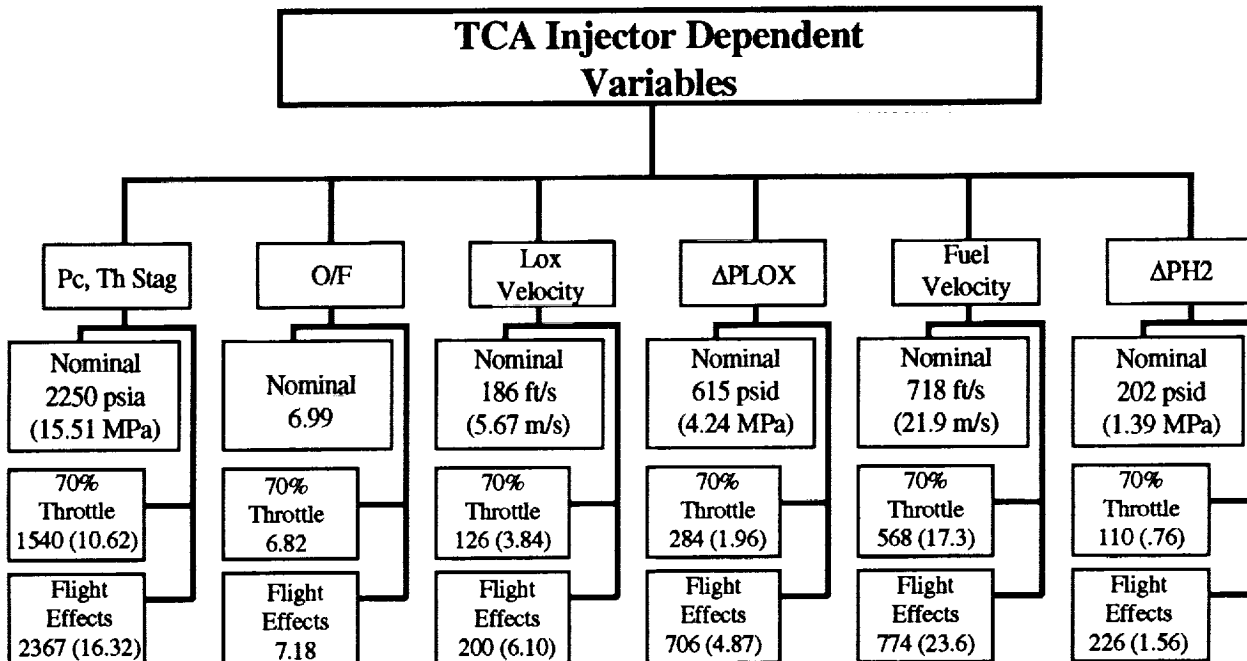 TCA Injector Dependent
Variables
Pc, Th Stag
O/F
Lox
Velocity
ΔPLOX
Fuel
Velocity
ΔPH2
Nominal
2250 psia
(15.51 MPa)
Nominal
6.99
Nominal
186 ft/s
(5.67 m/s)
Nominal
615 psid
(4.24 MPa)
Nominal
718 ft/s
(21.9 m/s)
Nominal
202 psid
(1.39 MPa)
70%
Throttle
1540 (10.62)
70%
Throttle
6.82
70%
Throttle
126 (3.84)
70%
Throttle
284 (1.96)
70%
Throttle
568 (17.3)
70%
Throttle
110 (.76)
Flight
Effects
2367 (16.32)
Flight
Effects
7.18
Flight
Effects
200 (6.10)
Flight
Effects
706 (4.87)
Flight
Effects
774 (23.6)
Flight
Effects
226 (1.56)